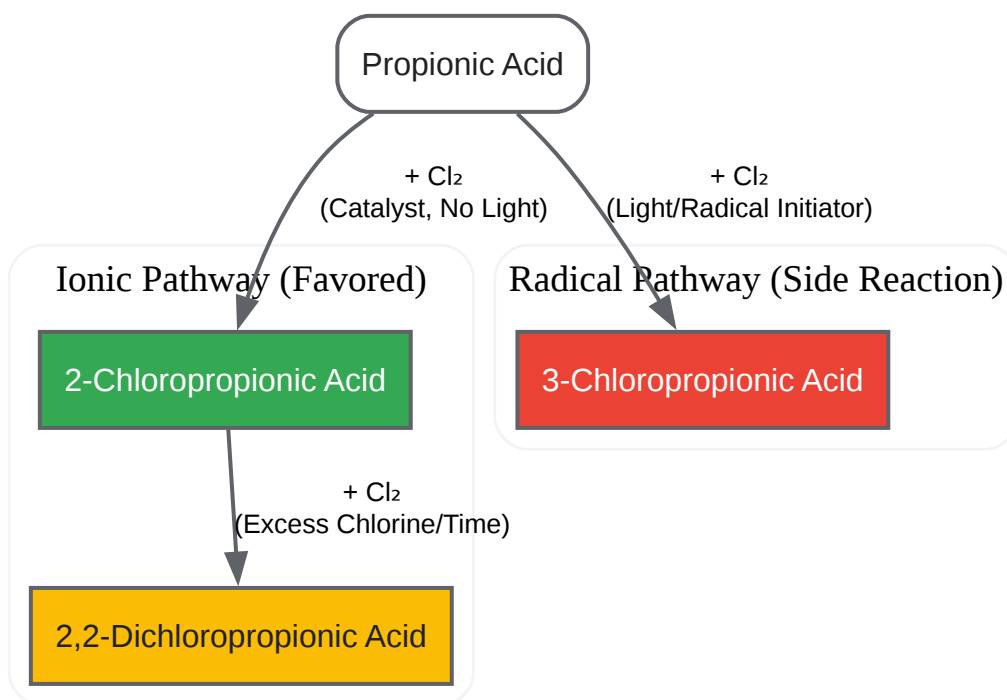 Propionic Acid
+ Cl₂
(Catalyst, No Light)
+ Cl₂
(Light/Radical Initiator)
Ionic Pathway (Favored)
Radical Pathway (Side Reaction)
2-Chloropropionic Acid
3-Chloropropionic Acid
+ Cl₂
(Excess Chlorine/Time)
2,2-Dichloropropionic Acid